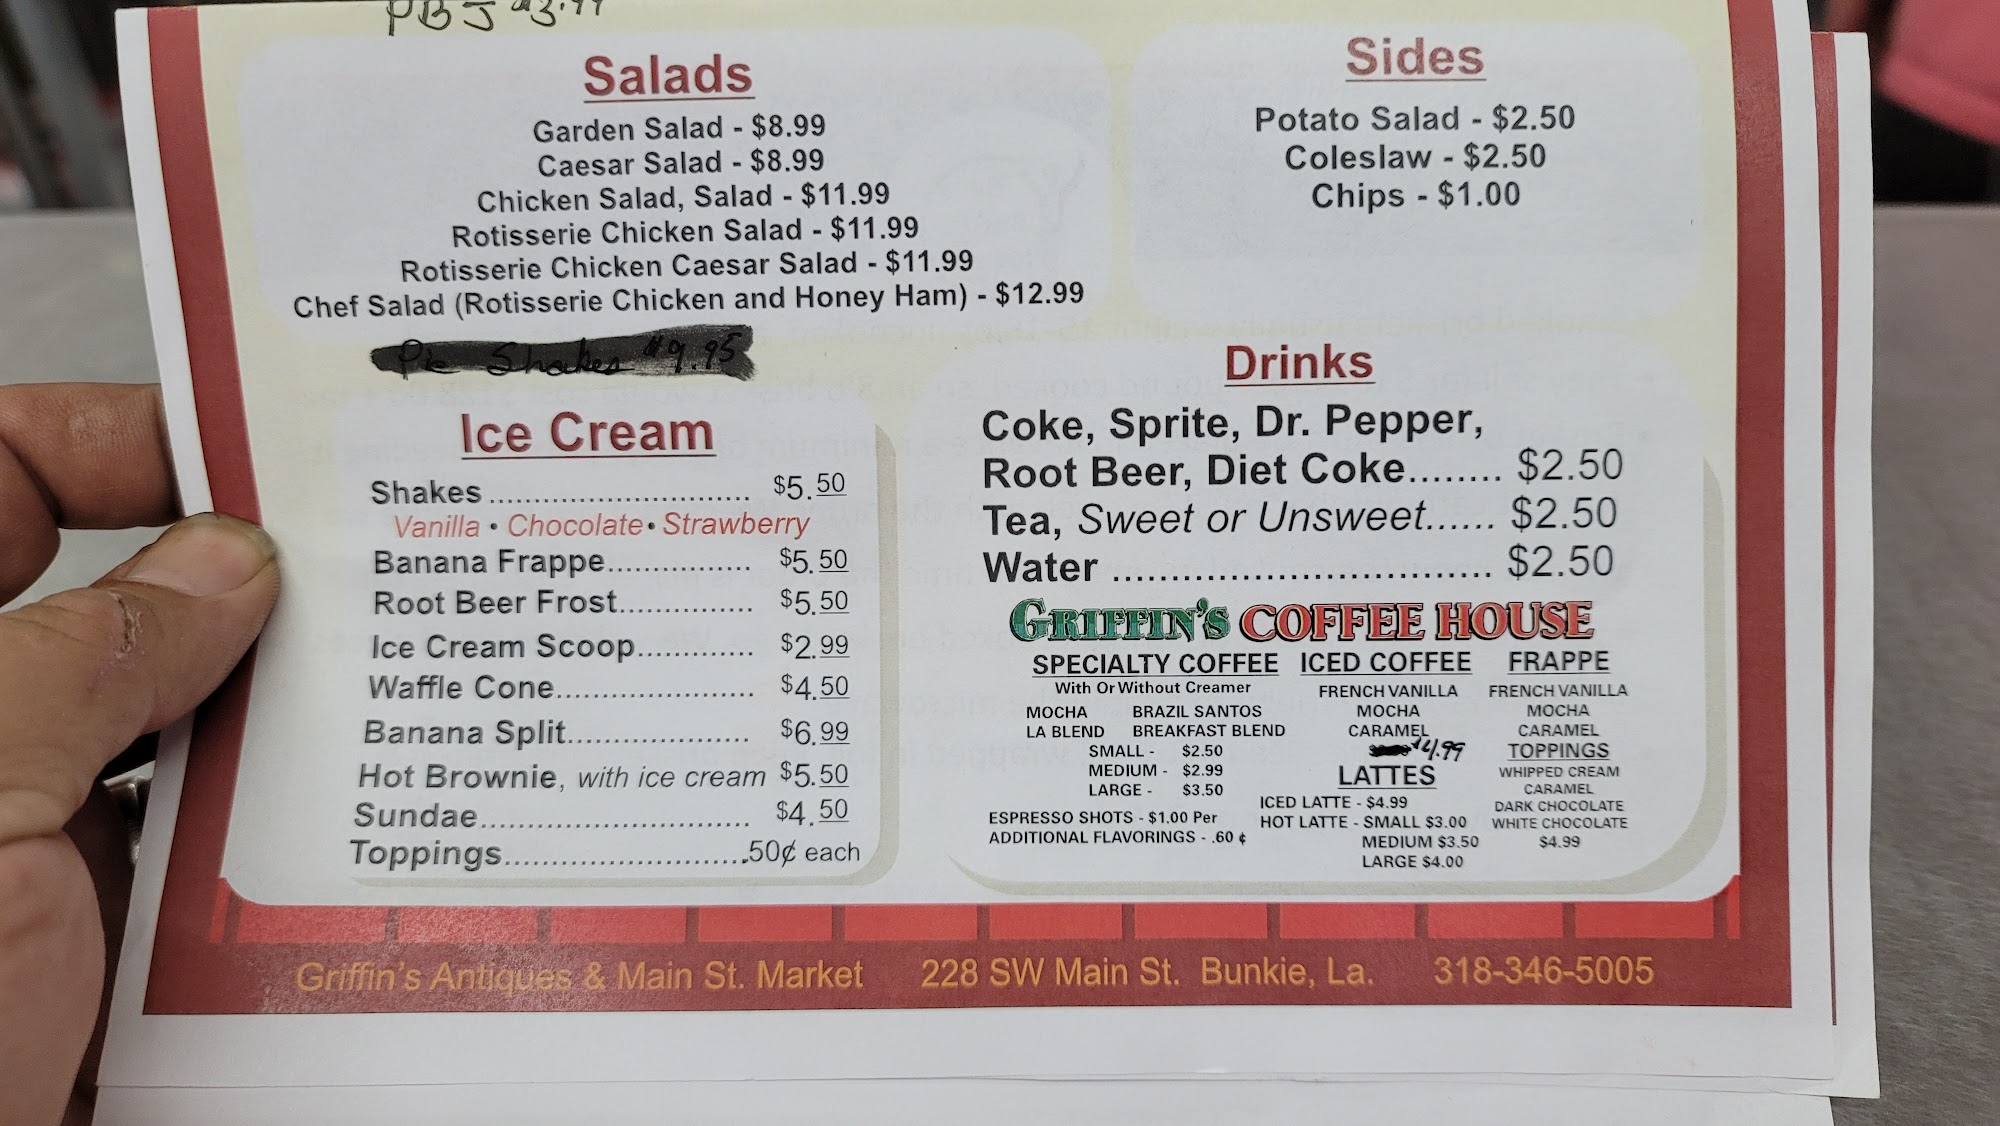 PBJ $3.99
Salads
Garden Salad - $8.99
Caesar Salad - $8.99
Chicken Salad, Salad - $11.99
Rotisserie Chicken Salad - $11.99
Rotisserie Chicken Caesar Salad - $11.99
Chef Salad (Rotisserie Chicken and Honey Ham) - $12.99
Pie Shakes $9.95
Sides
Potato Salad - $2.50
Coleslaw - $2.50
Chips - $1.00
Ice Cream
Shakes ............................ $5.50
Vanilla • Chocolate • Strawberry
Banana Frappe............... $5.50
Root Beer Frost.............. $5.50
Ice Cream Scoop............ $2.99
Waffle Cone..................... $4.50
Banana Split................... $6.99
Hot Brownie, with ice cream $5.50
Sundae............................ $4.50
Toppings.........................50¢ each
Drinks
Coke, Sprite, Dr. Pepper,
Root Beer, Diet Coke........ $2.50
Tea, Sweet or Unsweet...... $2.50
Water ................................ $2.50
GRIFFIN'S COFFEE HOUSE
SPECIALTY COFFEE
With Or Without Creamer
MOCHA BRAZIL SANTOS
LA BLEND BREAKFAST BLEND
SMALL - $2.50
MEDIUM - $2.99
LARGE - $3.50
ESPRESSO SHOTS - $1.00 Per
ADDITIONAL FLAVORINGS - .60 ¢
ICED COFFEE
FRENCH VANILLA
MOCHA
CARAMEL
$4.99
LATTES
ICED LATTE - $4.99
HOT LATTE - SMALL $3.00
MEDIUM $3.50
LARGE $4.00
FRAPPE
FRENCH VANILLA
MOCHA
CARAMEL
TOPPINGS
WHIPPED CREAM
CARAMEL
DARK CHOCOLATE
WHITE CHOCOLATE
$4.99
Griffin's Antiques & Main St. Market 228 SW Main St. Bunkie, La. 318-346-5005